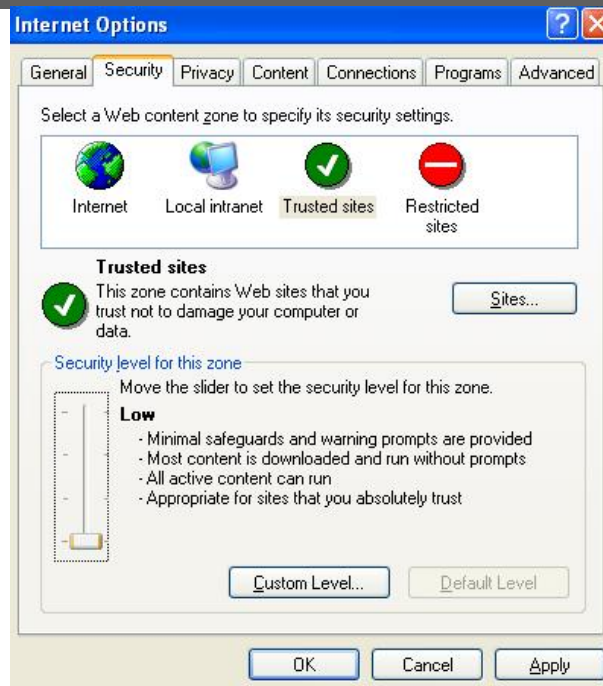 Internet Options
?
General Security Privacy Content Connections Programs Advanced
Select a Web content zone to specify its security settings.
Internet Local intranet Trusted sites Restricted
sites
Trusted sites
This zone contains Web sites that you
trust not to damage your computer or
data.
Sites...
Security level for this zone
Move the slider to set the security level for this zone.
Low
- Minimal safeguards and warning prompts are provided
- Most content is downloaded and run without prompts
- All active content can run
- Appropriate for sites that you absolutely trust
Custom Level... Default Level
OK Cancel Apply